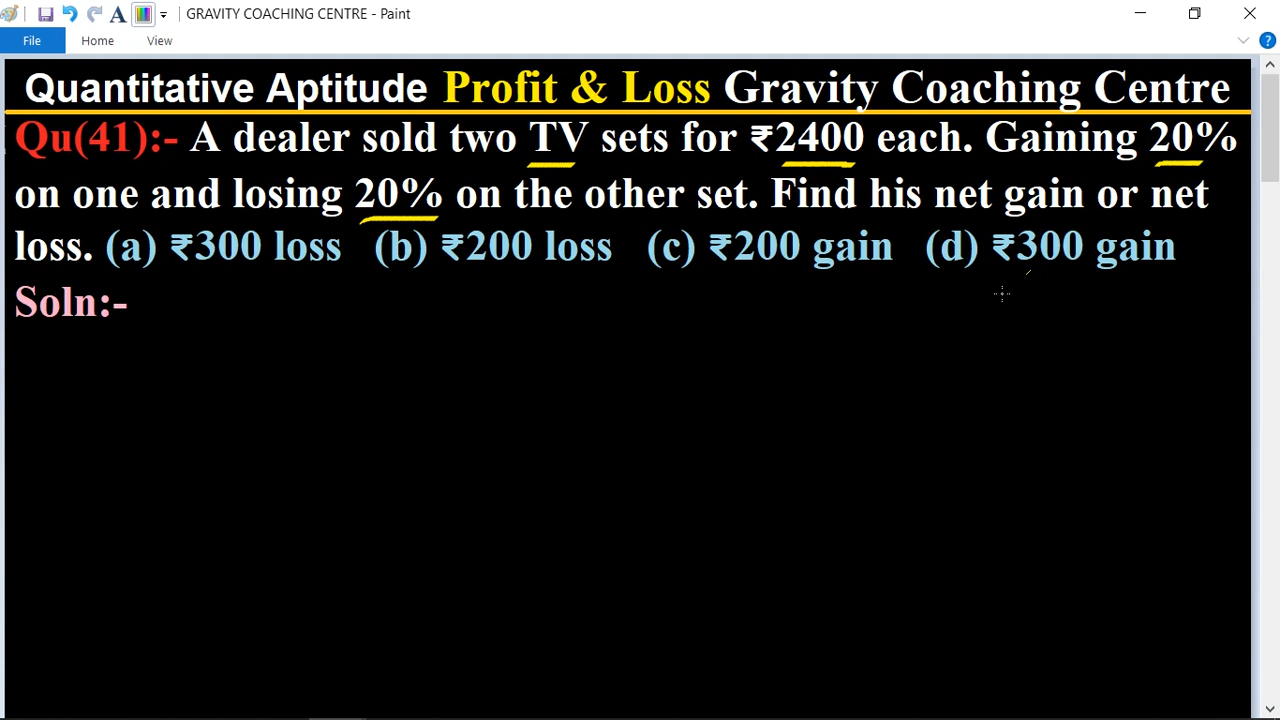 GRAVITY COACHING CENTRE - Paint
File Home View
Quantitative Aptitude Profit & Loss Gravity Coaching Centre
Qu(41):- A dealer sold two TV sets for ₹2400 each. Gaining 20%
on one and losing 20% on the other set. Find his net gain or net
loss. (a) ₹300 loss (b) ₹200 loss (c) ₹200 gain (d) ₹300 gain
Soln:-